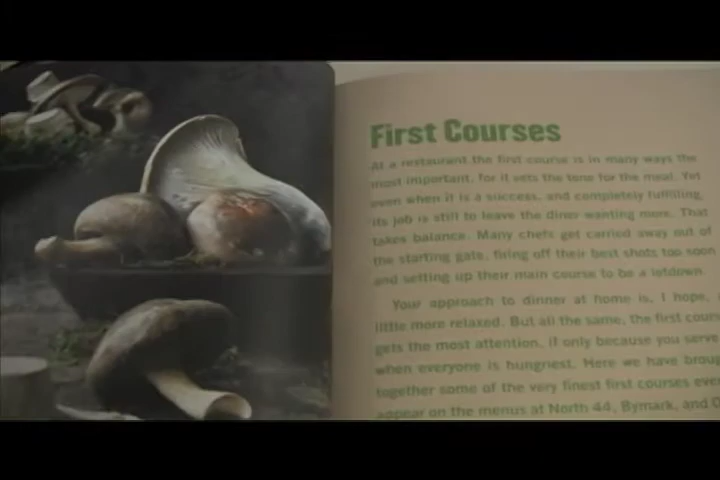 First Courses
At a restaurant the first course is in many ways the
most important, for it sets the tone for the meal. Yet
even when it is a success, and completely fulfilling,
its job is still to leave the diner wanting more. That
takes balance. Many chefs get carried away out of
the starting gate, firing off their best shots too soon
and setting up their main course to be a letdown.
Your approach to dinner at home is, I hope,
little more relaxed. But all the same, the first cours
gets the most attention, if only because you serve
when everyone is hungriest. Here we have broug
together some of the very finest first courses ever
appear on the menus at North 44, Bymark, and